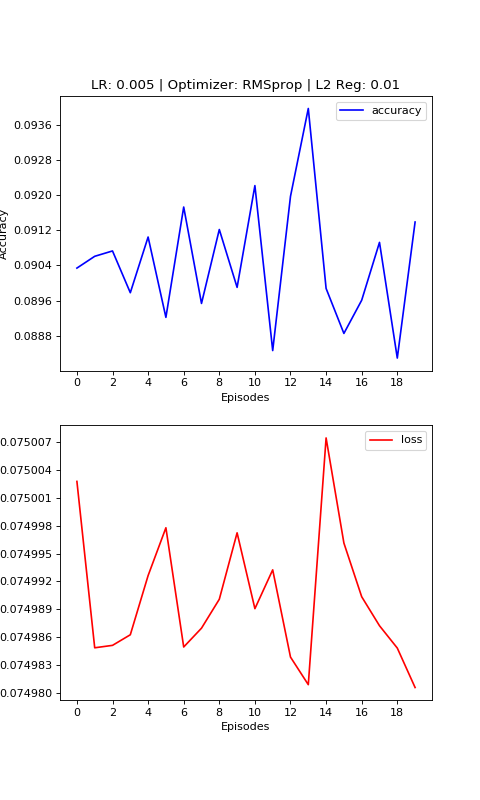 LR: 0.005 | Optimizer: RMSprop | L2 Reg: 0.01
accuracy
0.0936
0.0928
0.0920
0.0912
0.0904
0.0896
0.0888
Accuracy
0 2 4 6 8 10 12 14 16 18
Episodes
loss
0.075007
0.075004
0.075001
0.074998
0.074995
0.074992
0.074989
0.074986
0.074983
0.074980
0 2 4 6 8 10 12 14 16 18
Episodes